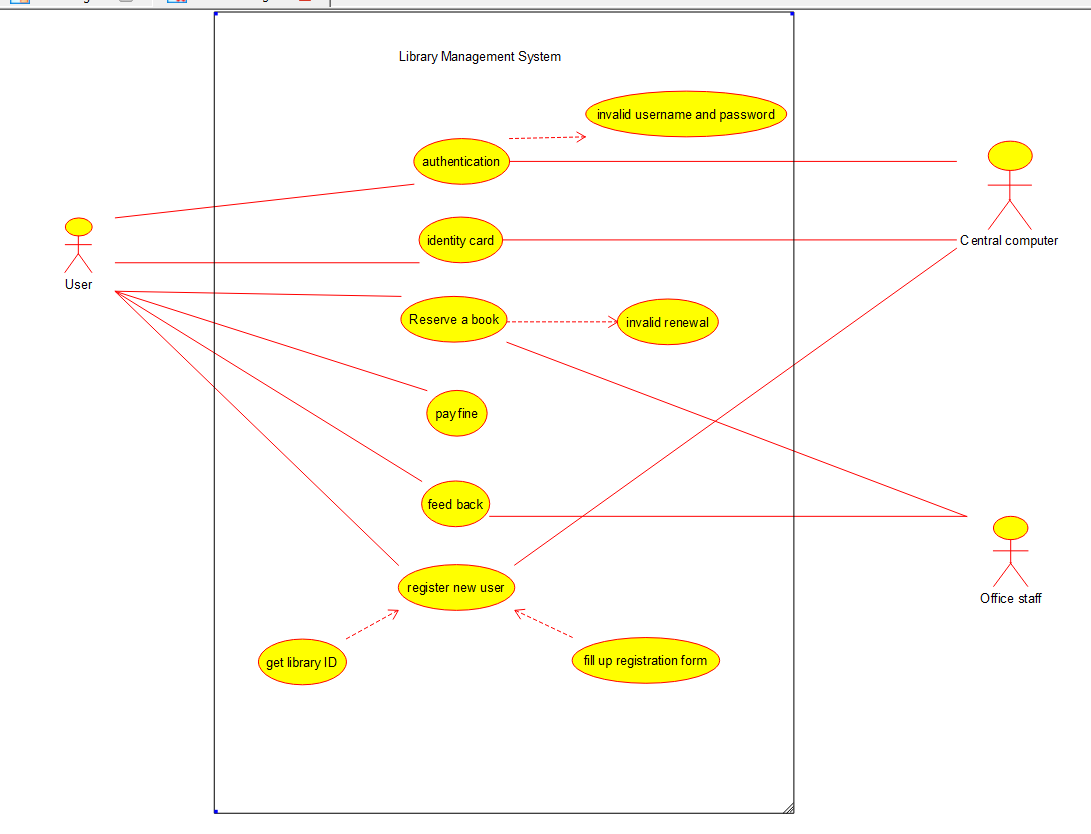 Library Management System
invalid username and password
authentication
identity card
Central computer
User
Reserve a book
invalid renewal
pay fine
feed back
register new user
Office staff
get library ID
fill up registration form